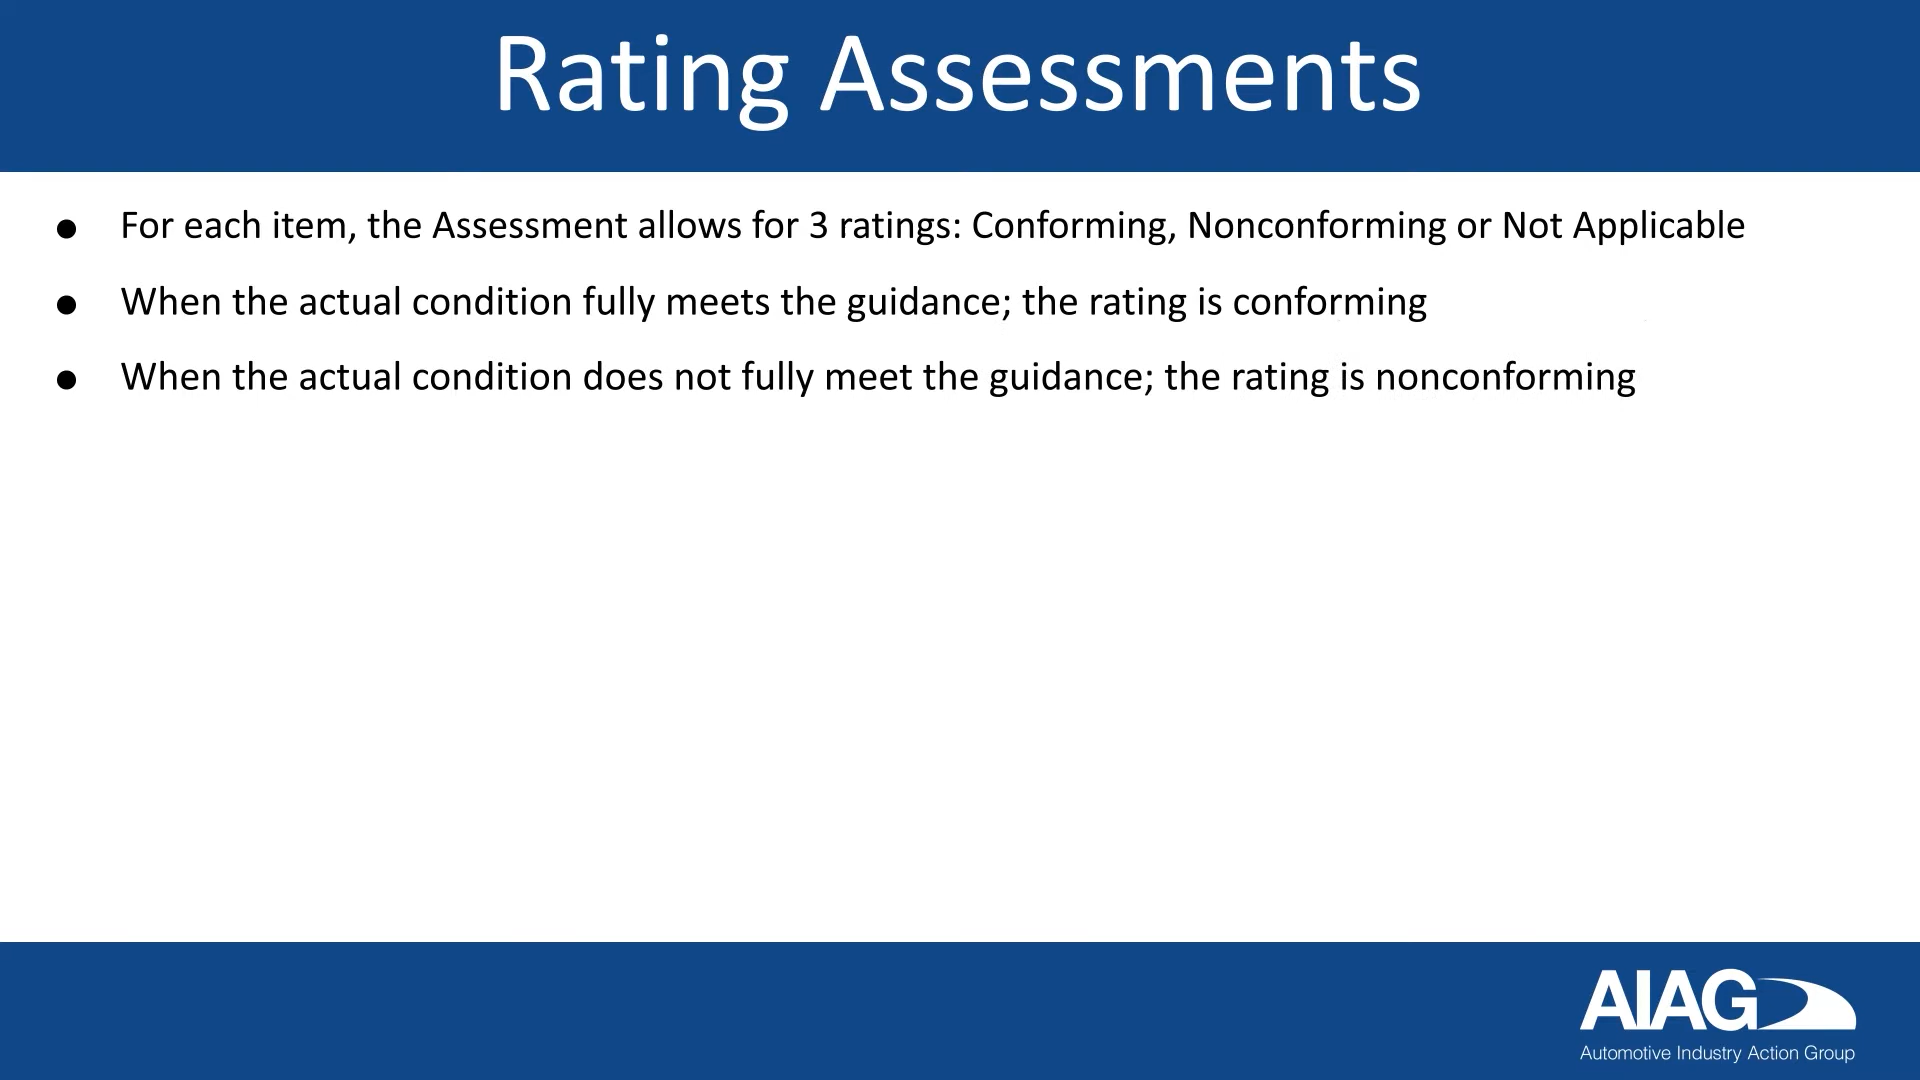 Rating Assessments
● For each item, the Assessment allows for 3 ratings: Conforming, Nonconforming or Not Applicable
● When the actual condition fully meets the guidance; the rating is conforming
● When the actual condition does not fully meet the guidance; the rating is nonconforming
AIAG
Automotive Industry Action Group